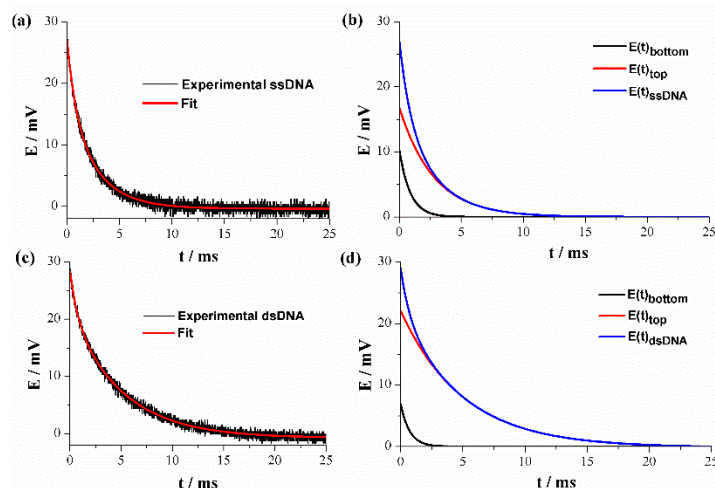 (a)
30
20
10
0
E / mV
Experimental ssDNA
Fit
0 5 10 15 20 25
t / ms
(b)
30
20
10
0
E / mV
E(t)bottom
E(t)top
E(t)ssDNA
0 5 10 15 20 25
t / ms
(c)
30
20
10
0
E / mV
Experimental dsDNA
Fit
0 5 10 15 20 25
t / ms
(d)
30
20
10
0
E / mV
E(t)bottom
E(t)top
E(t)dsDNA
0 5 10 15 20 25
t / ms